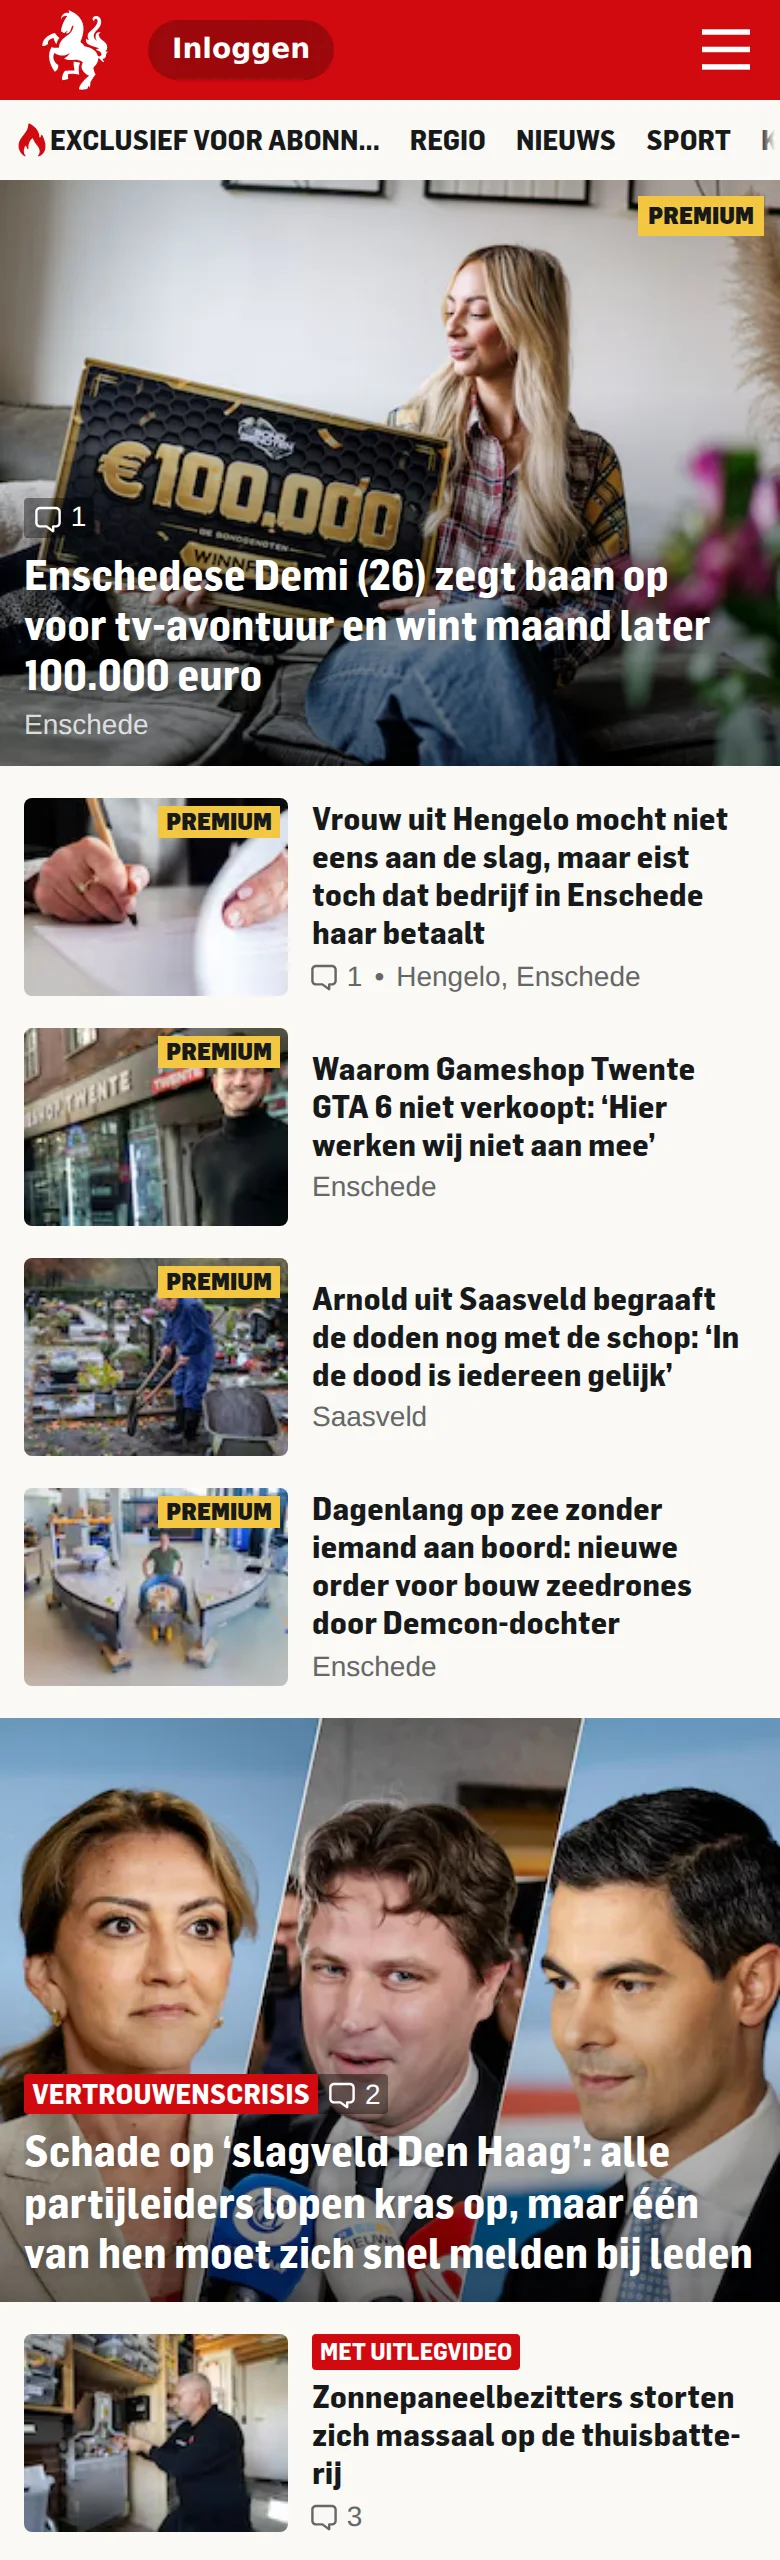 Inloggen
EXCLUSIEF VOOR ABONN... REGIO NIEUWS SPORT
PREMIUM
€100.000
DE BONDGENOTEN
1
Enschedese Demi (26) zegt baan op
voor tv-avontuur en wint maand later
100.000 euro
Enschede
PREMIUM
Vrouw uit Hengelo mocht niet
eens aan de slag, maar eist
toch dat bedrijf in Enschede
haar betaalt
1 • Hengelo, Enschede
PREMIUM
TWENTE
Waarom Gameshop Twente
GTA 6 niet verkoopt: ‘Hier
werken wij niet aan mee’
Enschede
PREMIUM
Arnold uit Saasveld begraaft
de doden nog met de schop: ‘In
de dood is iedereen gelijk’
Saasveld
PREMIUM
Dagenlang op zee zonder
iemand aan boord: nieuwe
order voor bouw zeedrones
door Demcon-dochter
Enschede
VERTROUWENSCRISIS 2
Schade op ‘slagveld Den Haag’: alle
partijleiders lopen kras op, maar één
van hen moet zich snel melden bij leden
MET UITLEGVIDEO
Zonnepaneelbezitters storten
zich massaal op de thuisbatte-
rij
3